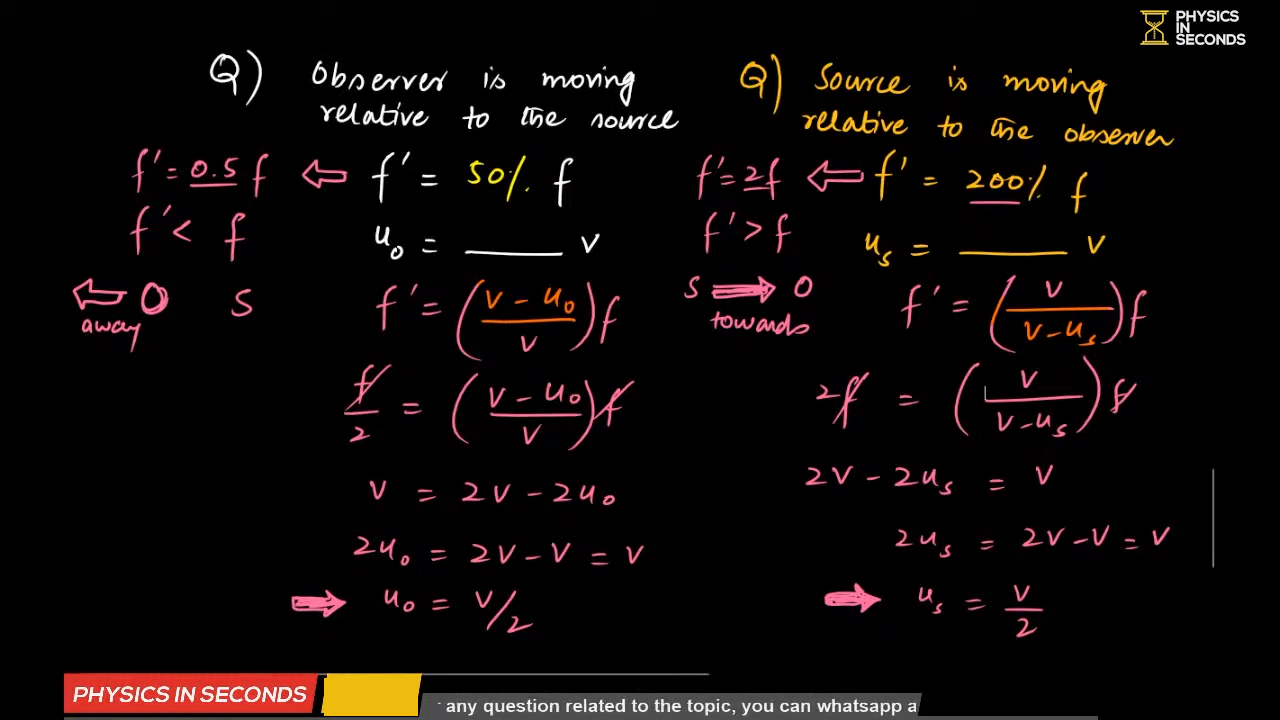 PHYSICS
IN
SECONDS
Q) Observer is moving
relative to the source
f' = 0.5 f ⇐ f' = 50% f
f' < f
u₀ = ______ v
⇐ O S
away
f' = (v - u₀ / v) f
f/2 = (v - u₀ / v) f
v = 2v - 2u₀
2u₀ = 2v - v = v
⇒ u₀ = v/2
Q) Source is moving
relative to the observer
f' = 2f ⇐ f' = 200% f
f' > f
uₛ = ______ v
S ⇒ O
towards
f' = (v / v - uₛ) f
2f = (v / v - uₛ) f
2v - 2uₛ = v
2uₛ = 2v - v = v
⇒ uₛ = v/2
PHYSICS IN SECONDS
any question related to the topic, you can whatsapp a